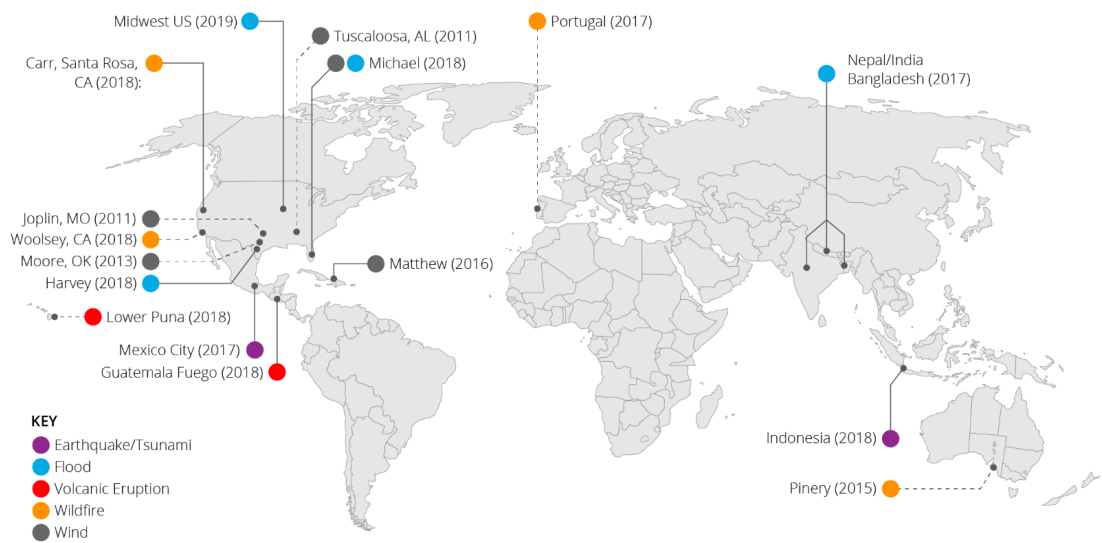 Midwest US (2019)
Portugal (2017)
Tuscaloosa, AL (2011)
Carr, Santa Rosa,
CA (2018):
Michael (2018)
Nepal/India
Bangladesh (2017)
Joplin, MO (2011)
Woolsey, CA (2018)
Moore, OK (2013)
Harvey (2018)
Matthew (2016)
Lower Puna (2018)
Mexico City (2017)
Guatemala Fuego (2018)
KEY
Earthquake/Tsunami
Flood
Volcanic Eruption
Wildfire
Wind
Indonesia (2018)
Pinery (2015)